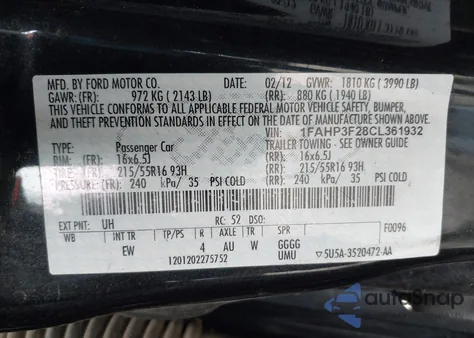 MFD. BY FORD MOTOR CO. 02/12 GVWR: 1810 KG ( 3990 LB)
GAWR: (FR): 972 KG ( 2143 LB) (RR): 880 KG ( 1940 LB)
THIS VEHICLE CONFORMS TO ALL APPLICABLE FEDERAL MOTOR VEHICLE SAFETY, BUMPER,
AND THEFT PREVENTION STANDARDS IN EFFECT ON THE DATE OF MANUFACTURE SHOWN ABOVE.
VIN: 1FAHP3F28CL361932
TYPE: Passenger Car TRAILER TOWING - SEE OWNER GUIDE
RIM: (FR) 16x6.5J (RR): 16x6.5J
TIRE: (FR): 215/55R16 93H (RR): 215/55R16 93H
PRESSURE: (FR): 240 kPa/ 35 PSI COLD (RR): 240 kPa/ 35 PSI COLD
EXT PNT: UH RC: 52 DSO: F0096
WB INT TR TP/PS R AXLE TR SPR
EW 4 AU W GGGG
1201202275752 UMU 5U5A-3520472-AA
autoSnap